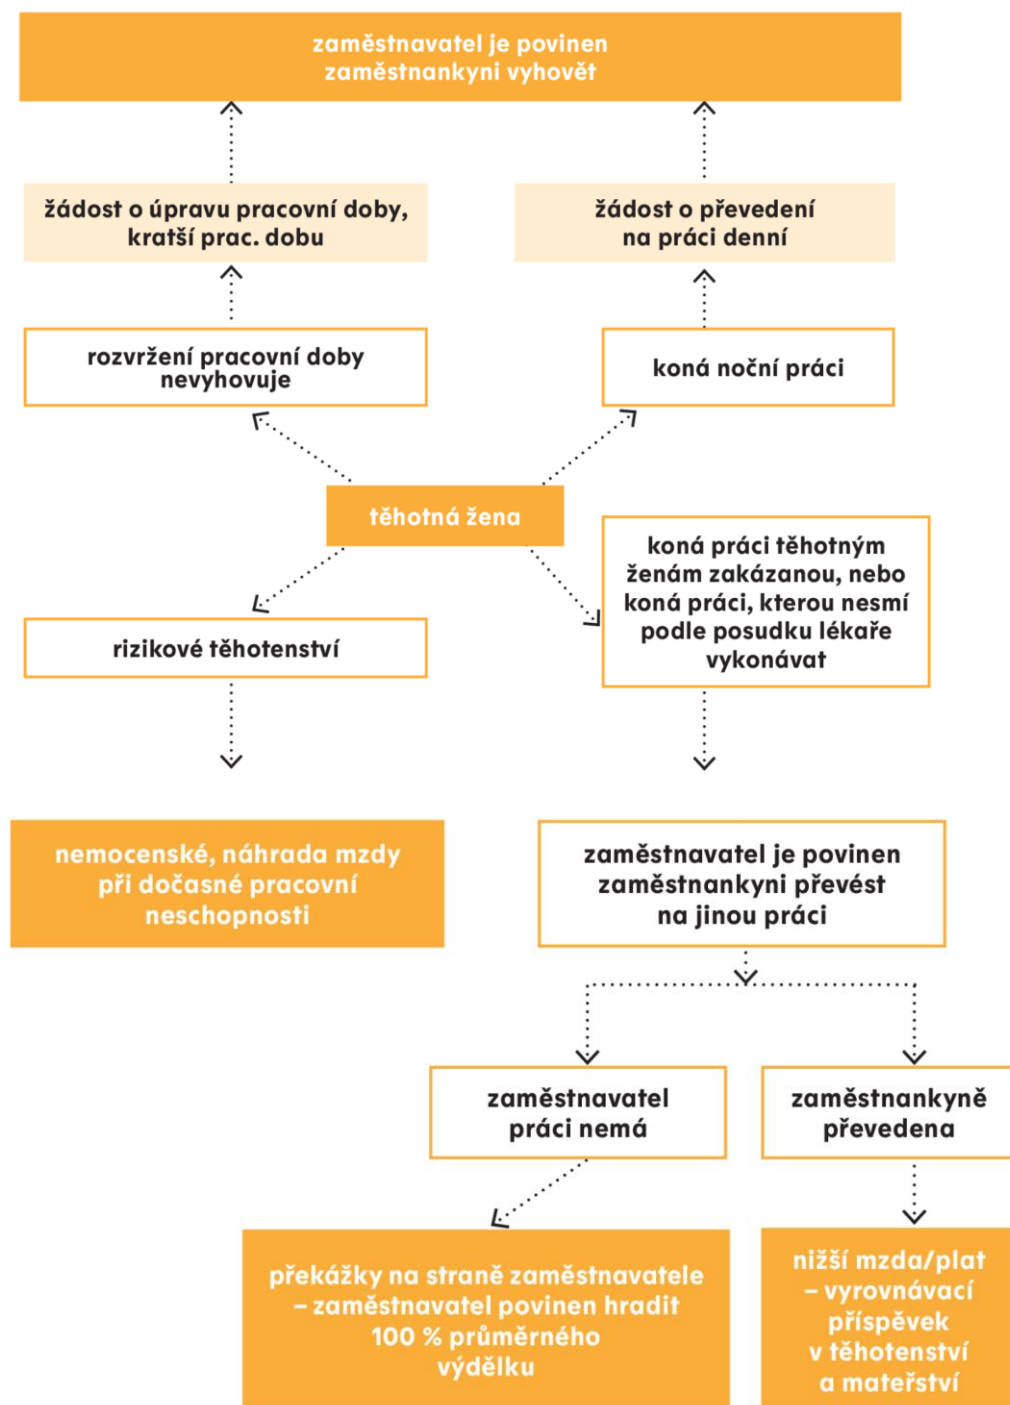 zaměstnavatel je povinen
zaměstnankyni vyhovět
žádost o úpravu pracovní doby,
kratší prac. dobu
žádost o převedení
na práci denní
rozvržení pracovní doby
nevyhovuje
koná noční práci
těhotná žena
koná práci těhotným
ženám zakázanou, nebo
koná práci, kterou nesmí
podle posudku lékaře
vykonávat
rizikové těhotenství
nemocenské, náhrada mzdy
při dočasné pracovní
neschopnosti
zaměstnavatel je povinen
zaměstnankyni převést
na jinou práci
zaměstnavatel
práci nemá
zaměstnankyně
převedena
překážky na straně zaměstnavatele
– zaměstnavatel povinen hradit
100 % průměrného
výdělku
nižší mzda/plat
– vyrovnávací
příspěvek
v těhotenství
a mateřství